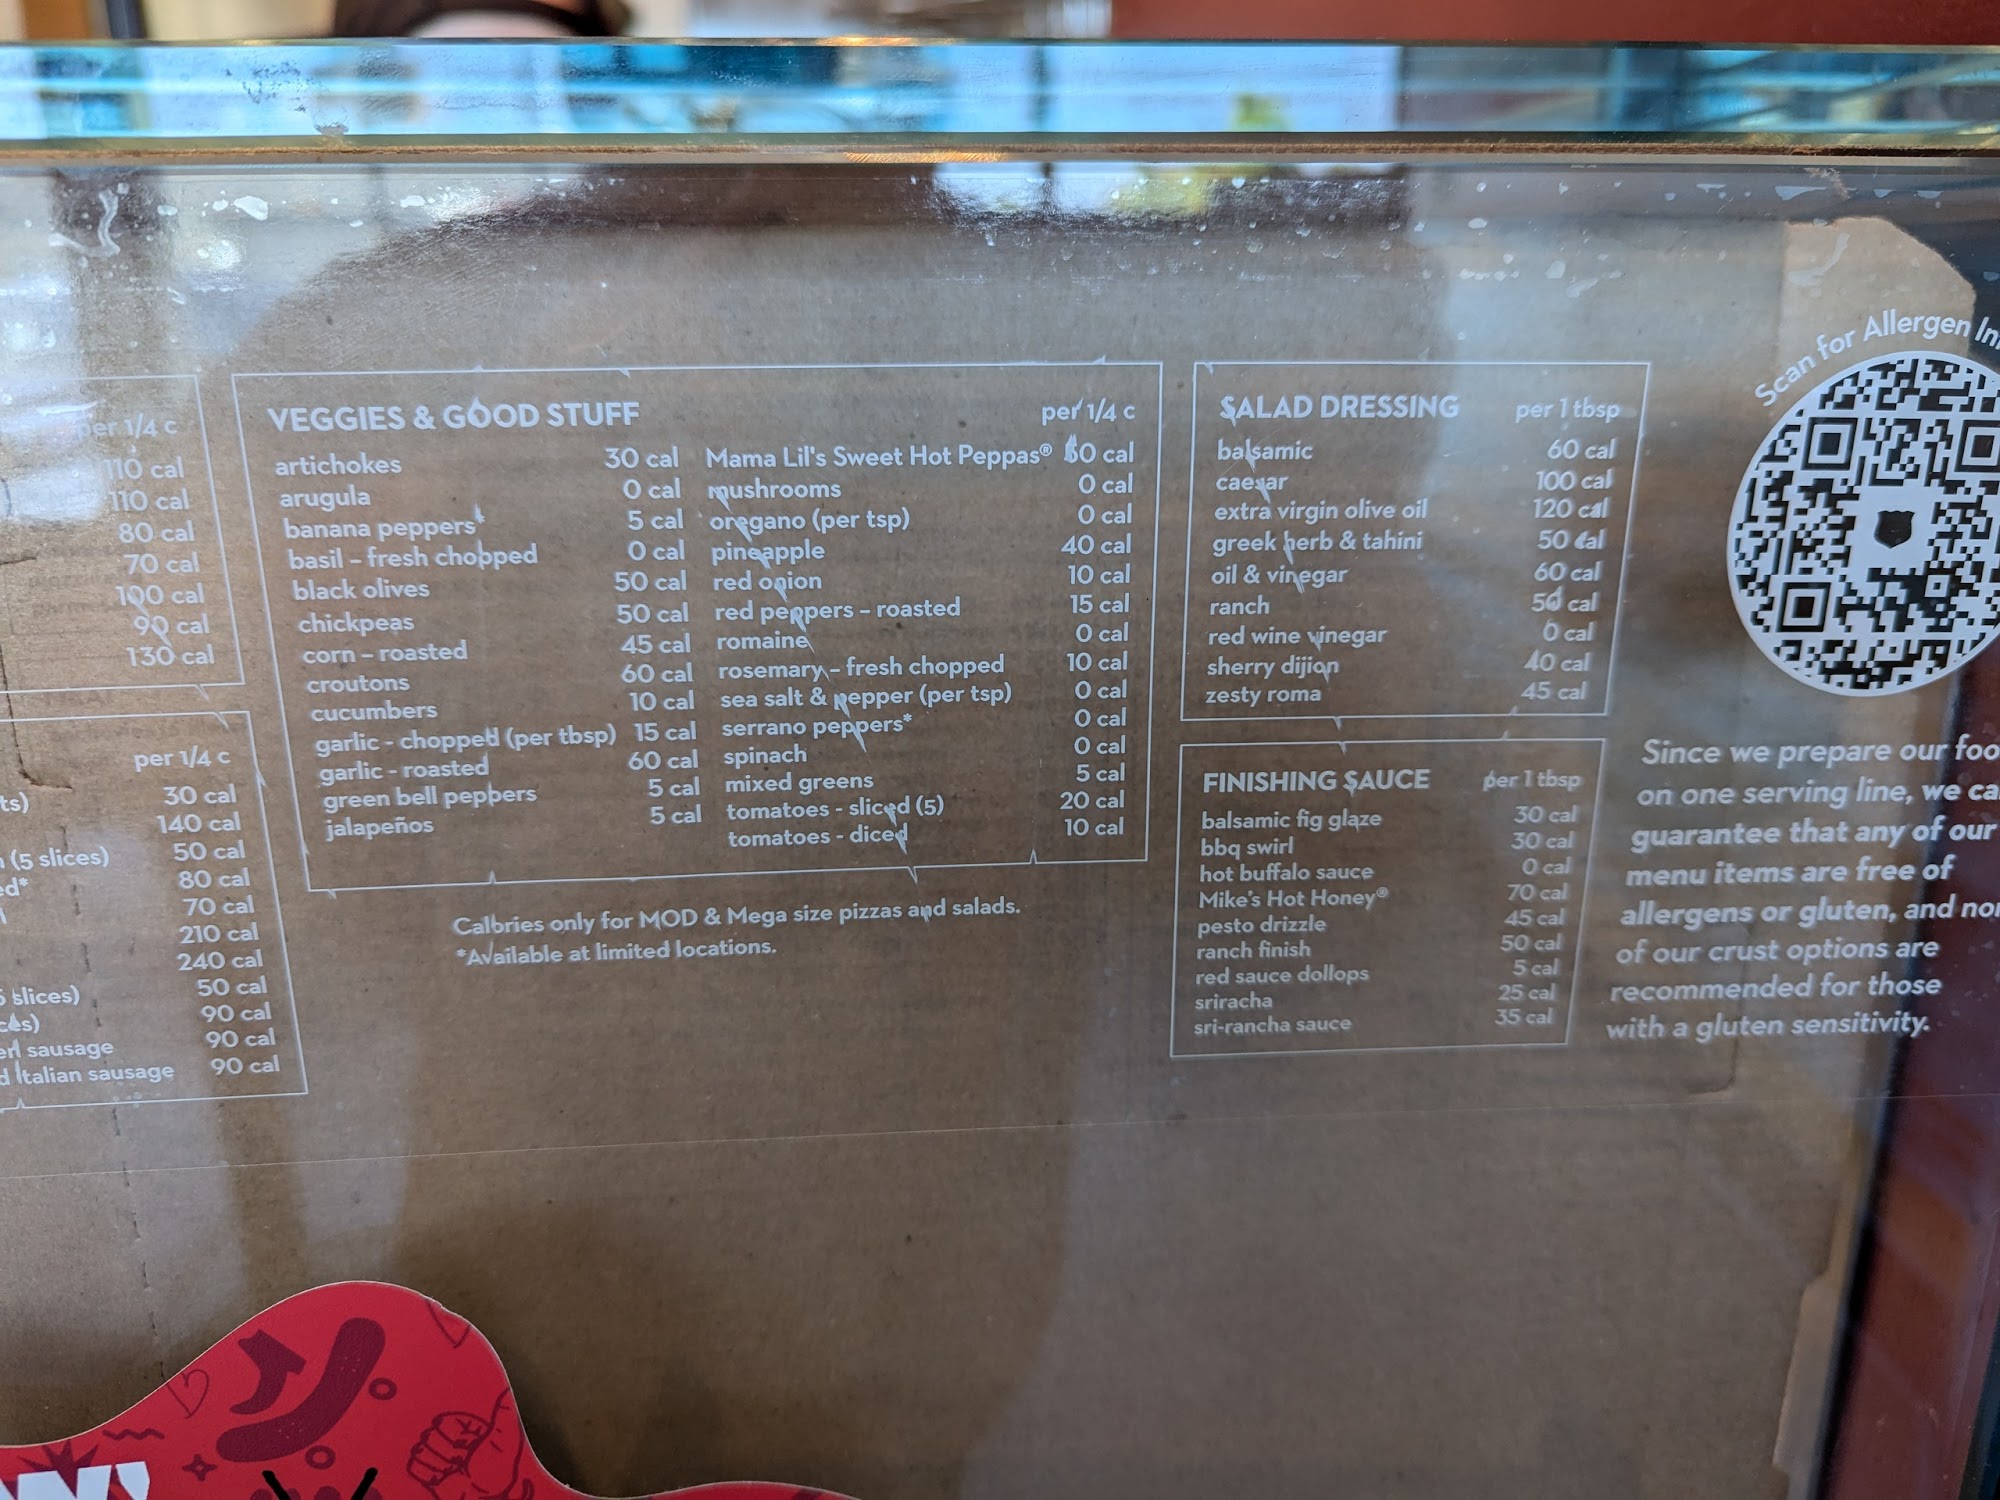 per 1/4 c
110 cal
110 cal
80 cal
70 cal
100 cal
90 cal
130 cal
per 1/4 c
ts)
30 cal
140 cal
50 cal
(5 slices)
80 cal
ed*
70 cal
210 cal
240 cal
50 cal
slices)
90 cal
ces)
90 cal
sausage
90 cal
d Italian sausage
VEGGIES & GOOD STUFF per 1/4 c
artichokes 30 cal
arugula 0 cal
banana peppers* 5 cal
basil - fresh chopped 0 cal
black olives 50 cal
chickpeas 50 cal
corn - roasted 45 cal
croutons 60 cal
cucumbers 10 cal
garlic - chopped (per tbsp) 15 cal
garlic - roasted 60 cal
green bell peppers 5 cal
jalapeños 5 cal
Mama Lil's Sweet Hot Peppas® 60 cal
mushrooms 0 cal
oregano (per tsp) 0 cal
pineapple 40 cal
red onion 10 cal
red peppers - roasted 15 cal
romaine 0 cal
rosemary - fresh chopped 10 cal
sea salt & pepper (per tsp) 0 cal
serrano peppers* 0 cal
spinach 0 cal
mixed greens 5 cal
tomatoes - sliced (5) 20 cal
tomatoes - diced 10 cal
Calories only for MOD & Mega size pizzas and salads.
*Available at limited locations.
SALAD DRESSING per 1 tbsp
balsamic 60 cal
caesar 100 cal
extra virgin olive oil 120 cal
greek herb & tahini 50 cal
oil & vinegar 60 cal
ranch 50 cal
red wine vinegar 0 cal
sherry dijion 40 cal
zesty roma 45 cal
FINISHING SAUCE per 1 tbsp
balsamic fig glaze 30 cal
bbq swirl 30 cal
hot buffalo sauce 0 cal
Mike's Hot Honey® 70 cal
pesto drizzle 45 cal
ranch finish 50 cal
red sauce dollops 5 cal
sriracha 25 cal
sri-rancha sauce 35 cal
Scan for Allergen In
Since we prepare our foo
on one serving line, we ca
guarantee that any of our
menu items are free of
allergens or gluten, and non
of our crust options are
recommended for those
with a gluten sensitivity.